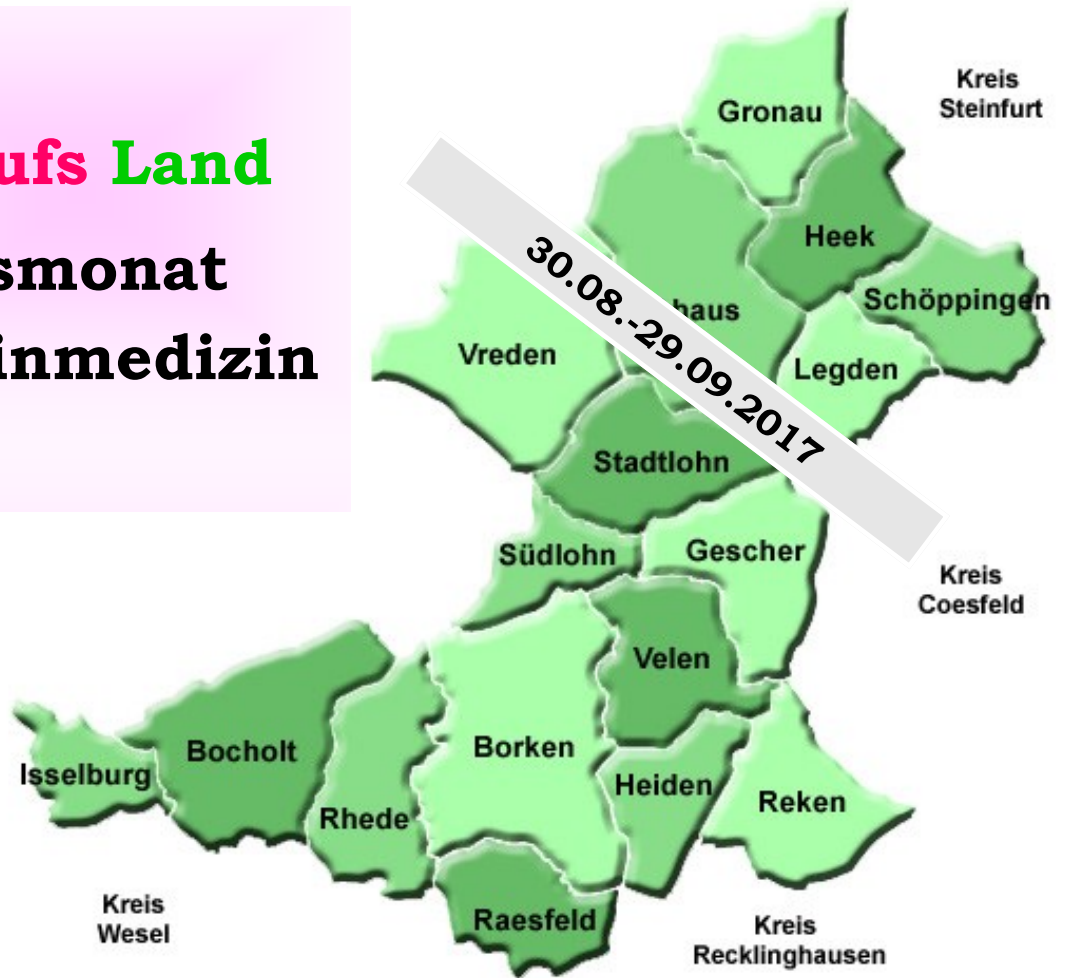 ufs Land
smonat
inmedizin
30.08.-29.09.2017
Kreis
Steinfurt
Gronau
Heek
Schöppingen
haus
Vreden
Legden
Stadtlohn
Südlohn
Gescher
Kreis
Coesfeld
Velen
Borken
Bocholt
Isselburg
Heiden
Reken
Rhede
Raesfeld
Kreis
Wesel
Kreis
Recklinghausen